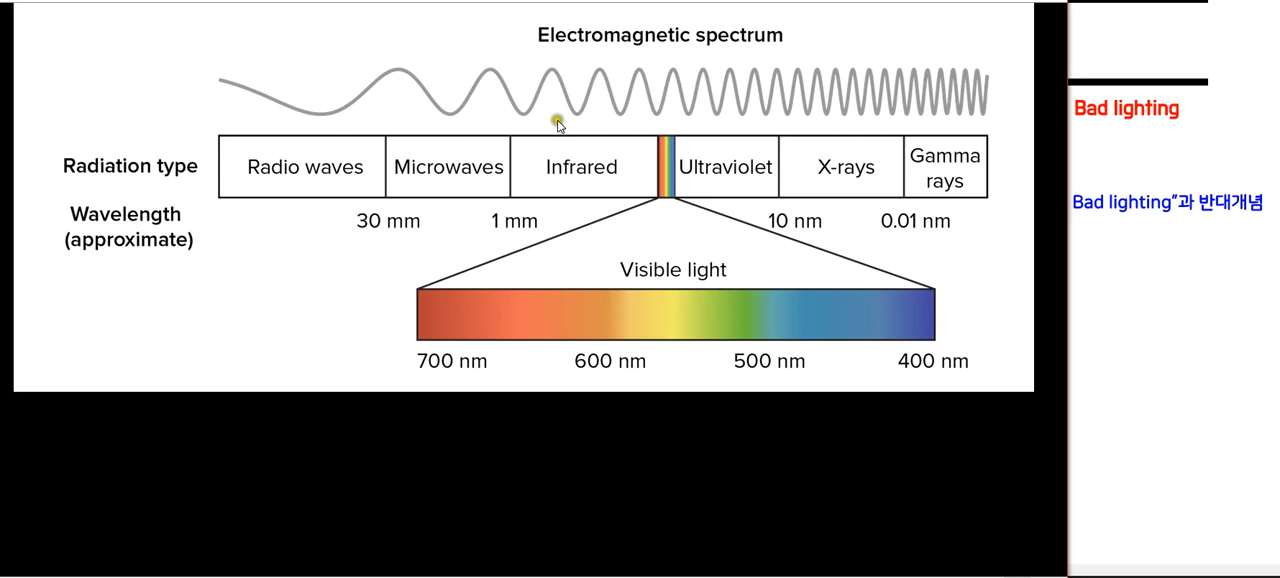 Electromagnetic spectrum
Radiation type
Radio waves
Microwaves
Infrared
Ultraviolet
X-rays
Gamma
rays
Wavelength
(approximate)
30 mm
1 mm
10 nm
0.01 nm
Visible light
700 nm
600 nm
500 nm
400 nm
Bad lighting
Bad lighting"과 반대개념